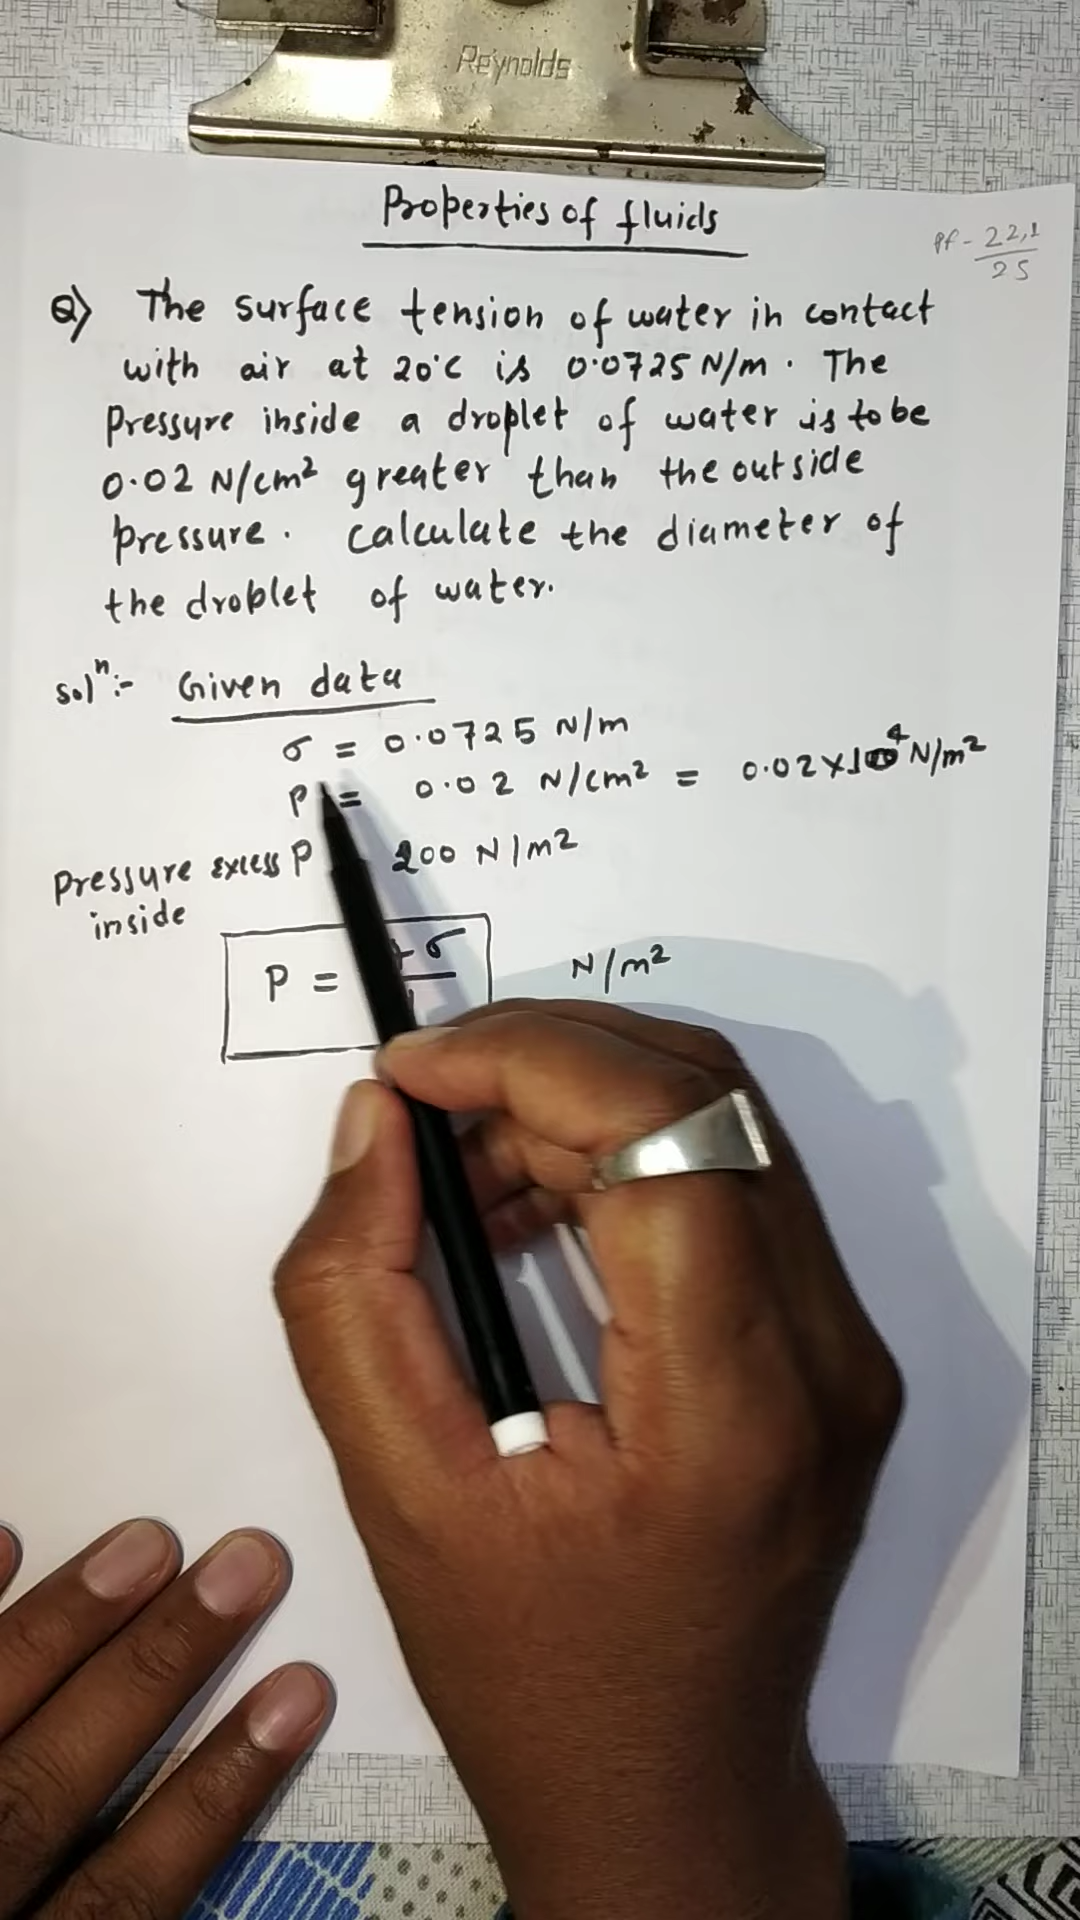 Reynolds
Properties of fluids
Pf - 22,1
25
Q) The surface tension of water in contact
with air at 20°C is 0.0725 N/m. The
Pressure inside a droplet of water is to be
0.02 N/cm² greater than the outside
pressure. calculate the diameter of
the droplet of water.
solⁿ:- Given data
σ = 0.0725 N/m
P = 0.02 N/cm² = 0.02×10⁴ N/m²
Pressure excess P 200 N/m²
inside
P = σ N/m²